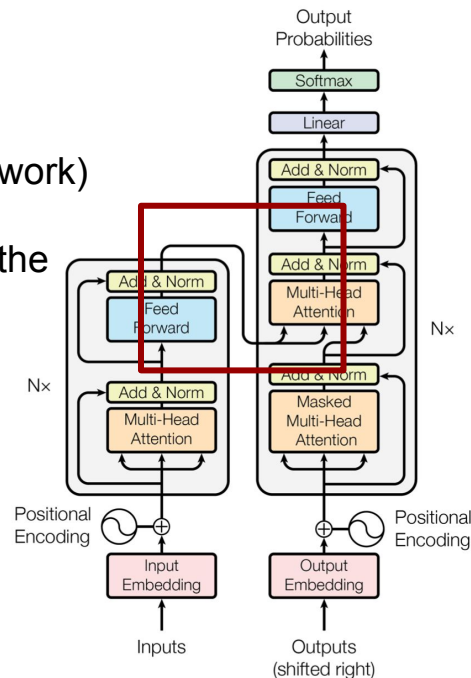 Output
Probabilities
Softmax
Linear
Add & Norm
Feed
Forward
Add & Norm
Multi-Head
Attention
Nx
Add & Norm
Masked
Multi-Head
Attention
Positional
Encoding
Output
Embedding
Outputs
(shifted right)
work)
the
Add & Norm
Feed
Forward
Nx
Add & Norm
Multi-Head
Attention
Positional
Encoding
Input
Embedding
Inputs